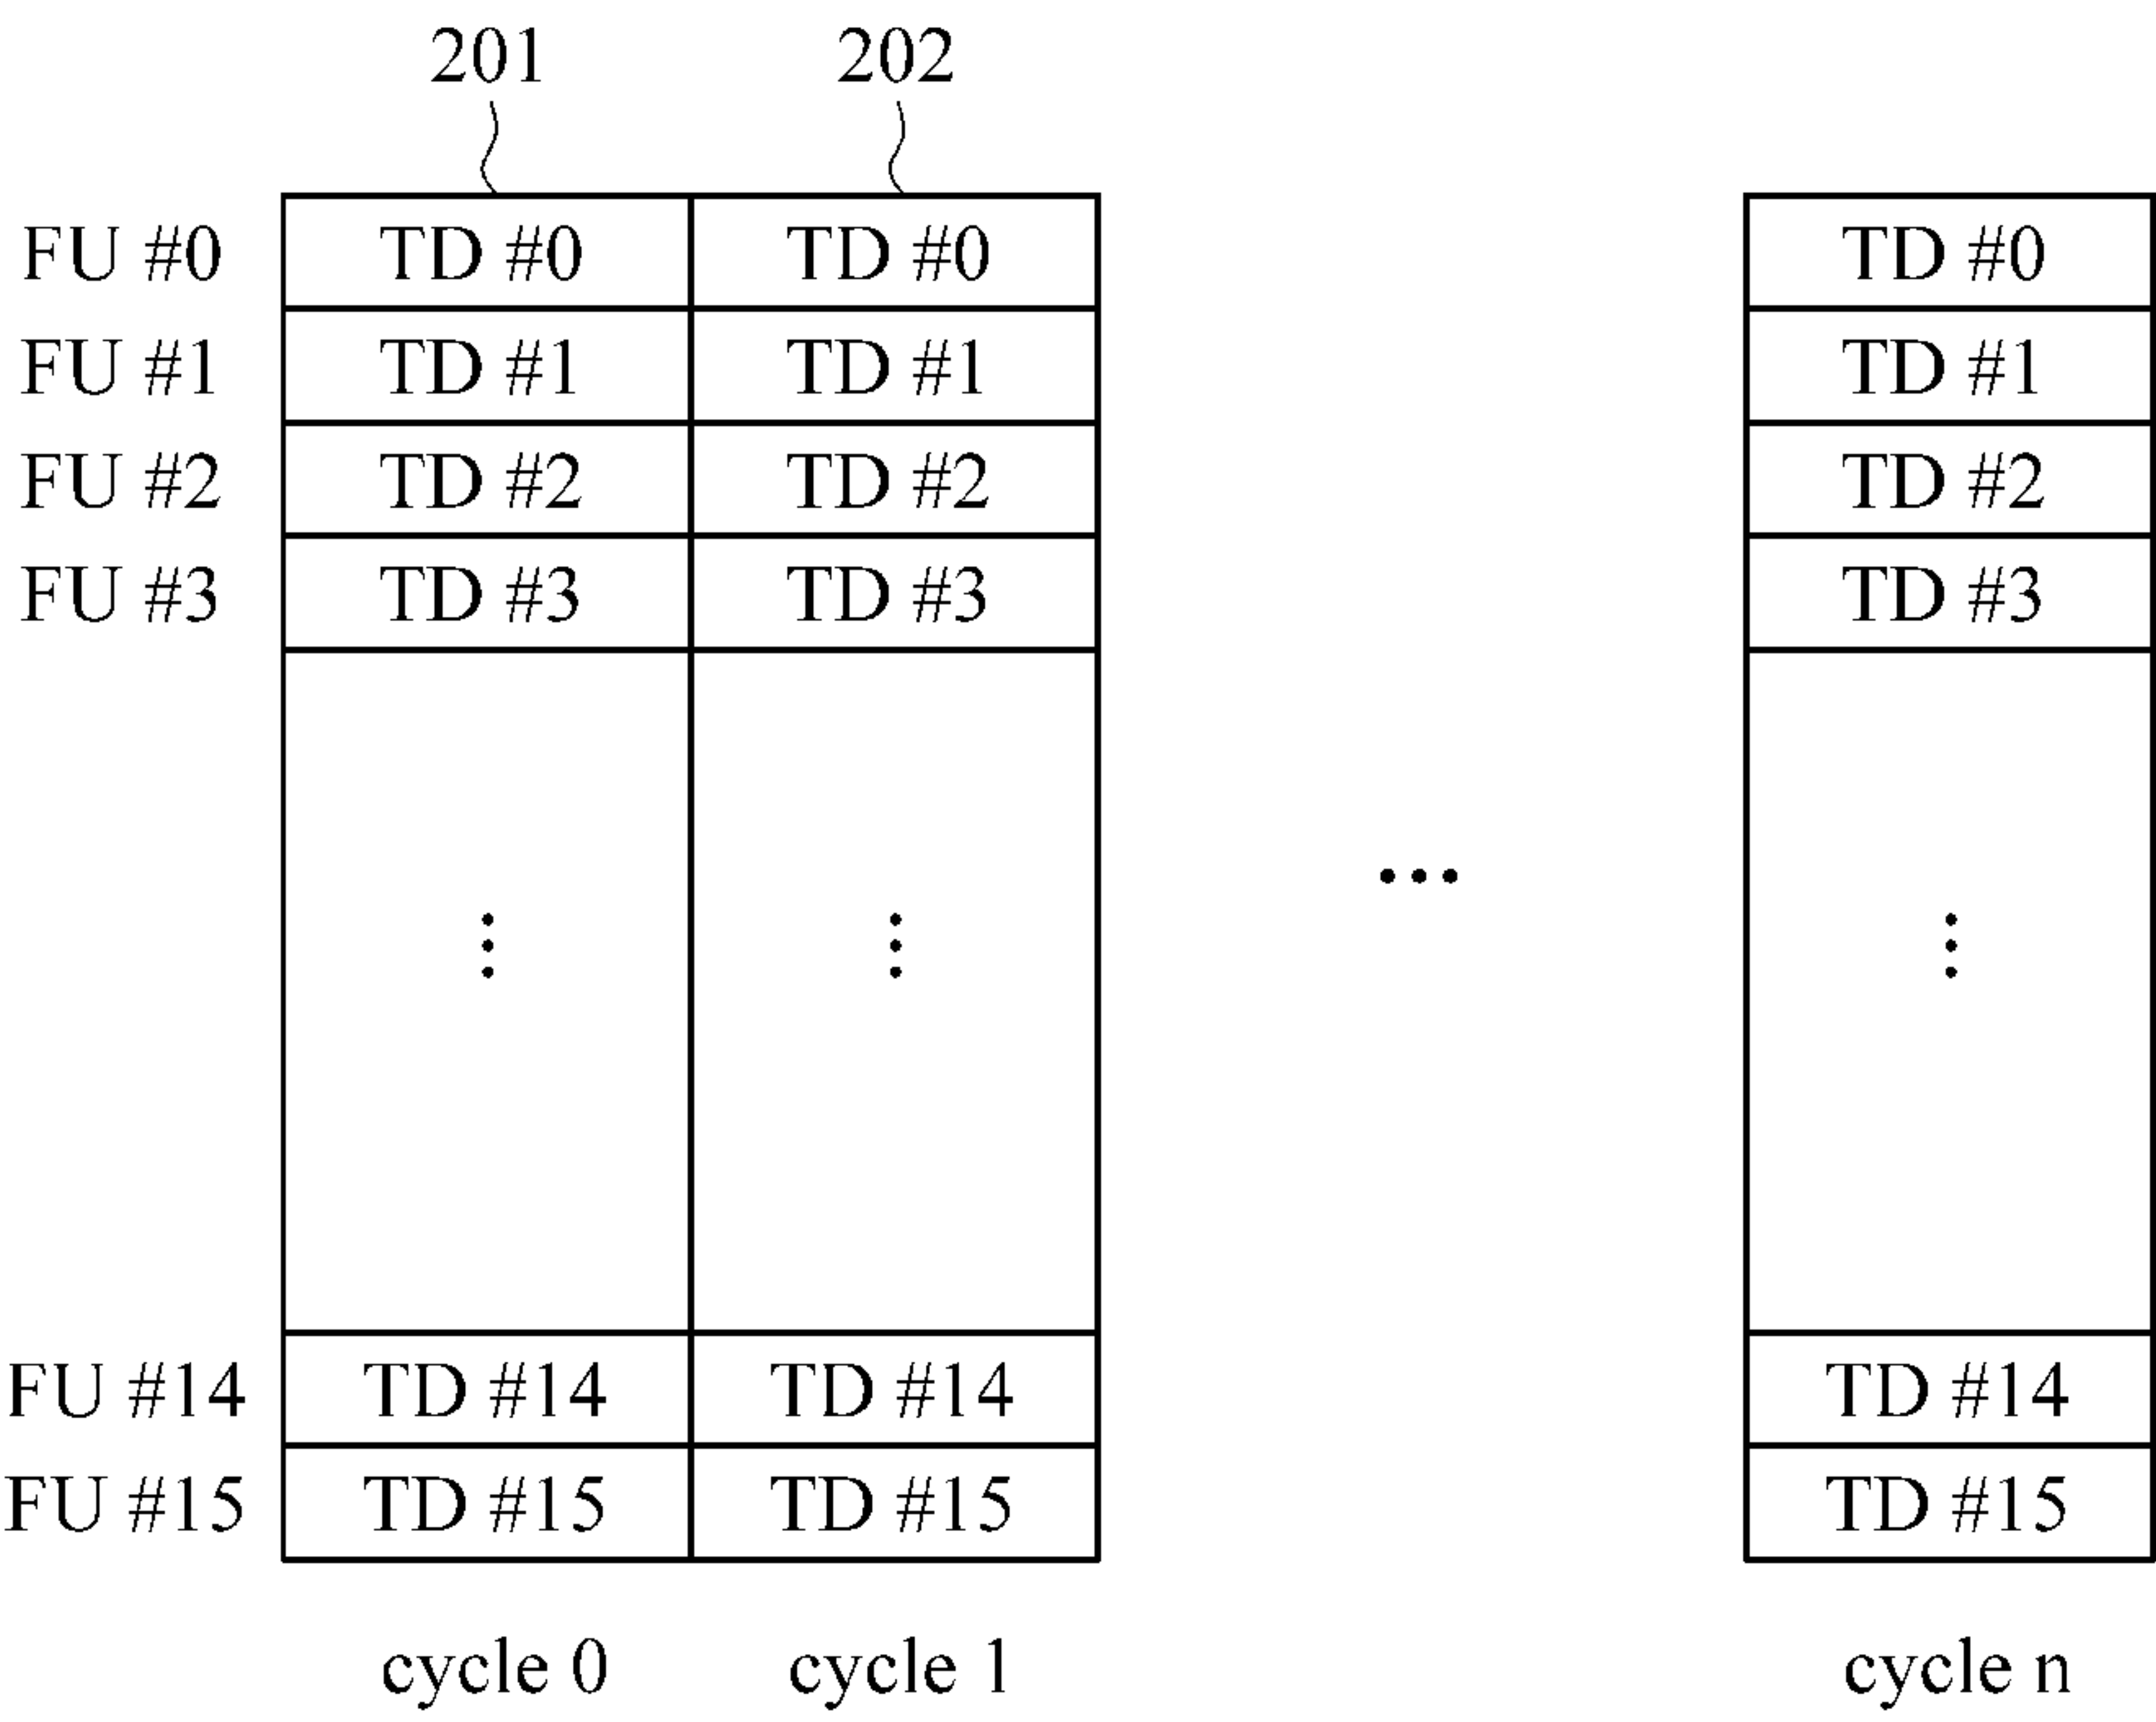 201 202
FU #0 TD #0 TD #0 TD #0
FU #1 TD #1 TD #1 TD #1
FU #2 TD #2 TD #2 TD #2
FU #3 TD #3 TD #3 TD #3
...
FU #14 TD #14 TD #14 TD #14
FU #15 TD #15 TD #15 TD #15
cycle 0 cycle 1 cycle n